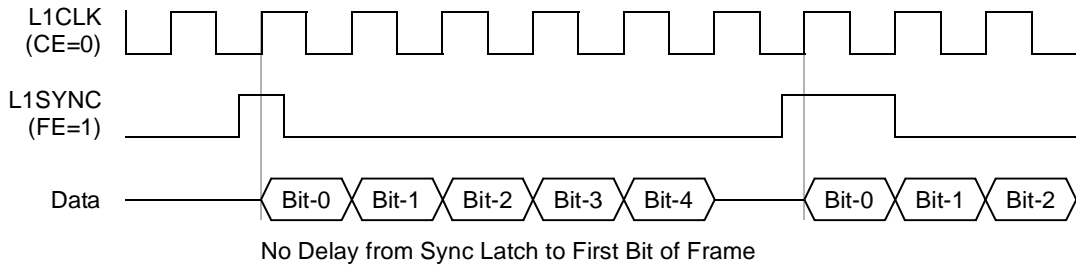 L1CLK
(CE=0)
L1SYNC
(FE=1)
Data Bit-0 Bit-1 Bit-2 Bit-3 Bit-4 Bit-0 Bit-1 Bit-2
No Delay from Sync Latch to First Bit of Frame